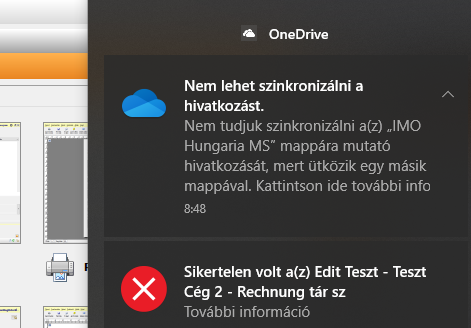 OneDrive
Nem lehet szinkronizálni a
hivatkozást.
Nem tudjuk szinkronizálni a(z) „IMO
Hungaria MS” mappára mutató
hivatkozását, mert ütközik egy másik
mappával. Kattintson ide további info
8:48
Sikertelen volt a(z) Edit Teszt - Teszt
Cég 2 - Rechnung tár sz
További információ